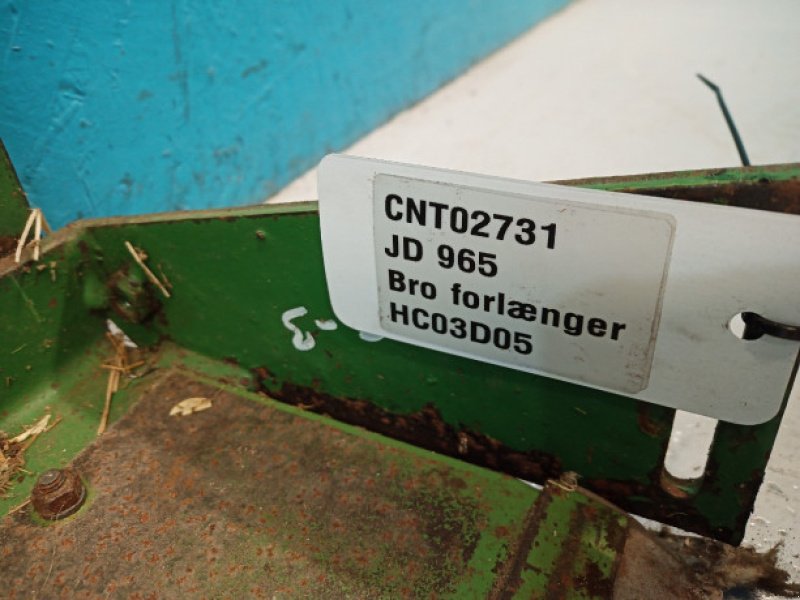 CNT02731
JD 965
Bro forlænger
HC03D05